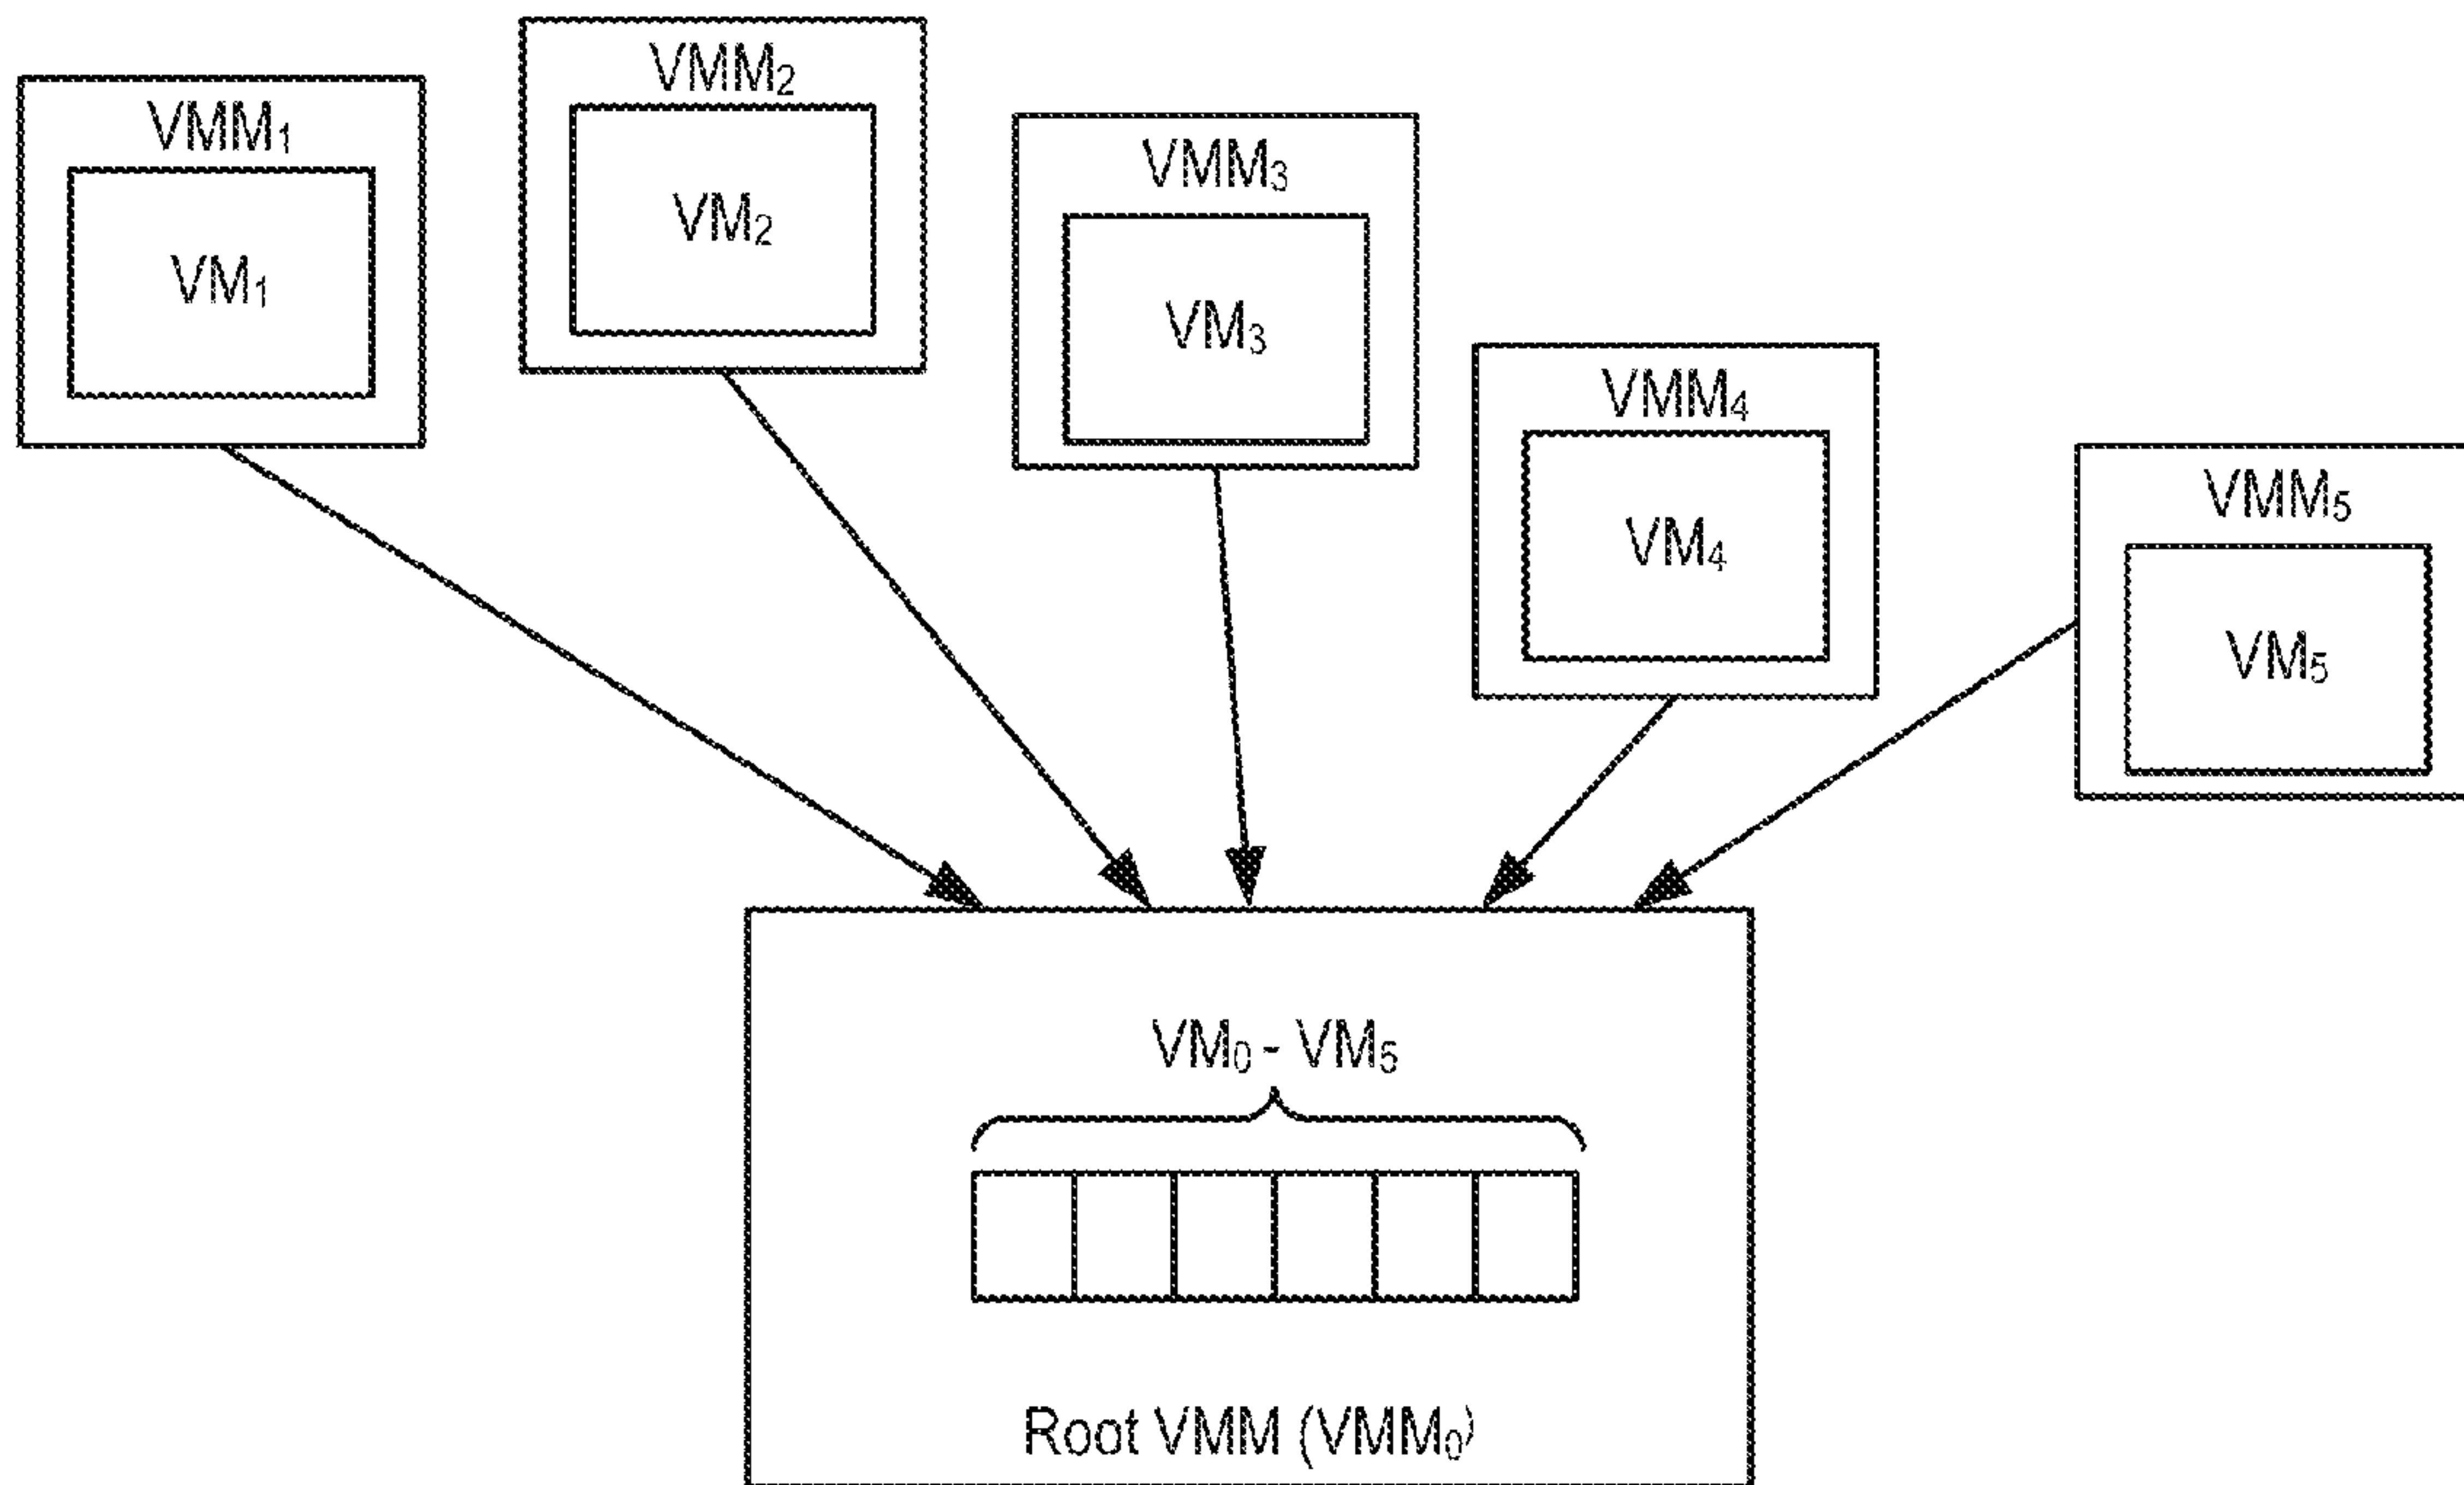 VMM₁
VM₁
VMM₂
VM₂
VMM₃
VM₃
VMM₄
VM₄
VMM₅
VM₅
VM₀ - VM₅
Root VMM (VMM₀)